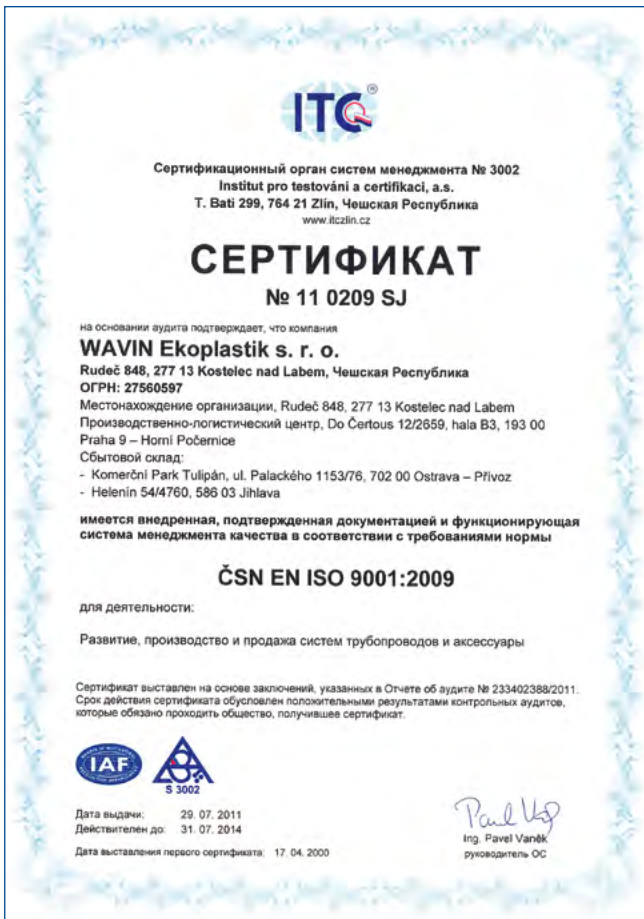 ITC®
Сертификационный орган систем менеджмента № 3002
Institut pro testování a certifikaci, a.s.
T. Bati 299, 764 21 Zlín, Чешская Республика
www.itczlin.cz
СЕРТИФИКАТ
№ 11 0209 SJ
на основании аудита подтверждает, что компания
WAVIN Ekoplastik s. r. o.
Rudeč 848, 277 13 Kostelec nad Labem, Чешская Республика
ОГРН: 27560597
Местонахождение организации, Rudeč 848, 277 13 Kostelec nad Labem
Производственно-логистический центр, Do Čertous 12/2659, hala B3, 193 00
Praha 9 – Horní Počernice
Сбытовой склад:
- Komerční Park Tulipán, ul. Palackého 1153/76, 702 00 Ostrava – Přívoz
- Helenín 54/4760, 586 03 Jihlava
имеется внедренная, подтвержденная документацией и функционирующая
система менеджмента качества в соответствии с требованиями нормы
ČSN EN ISO 9001:2009
для деятельности:
Развитие, производство и продажа систем трубопроводов и аксессуары
Сертификат выставлен на основе заключений, указанных в Отчете об аудите № 233402388/2011.
Срок действия сертификата обусловлен положительными результатами контрольных аудитов,
которые обязано проходить общество, получившее сертификат.
IAF
S 3002
Дата выдачи: 29. 07. 2011
Действителен до: 31. 07. 2014
Дата выставления первого сертификата: 17. 04. 2000
Ing. Pavel Vaněk
руководитель ОС